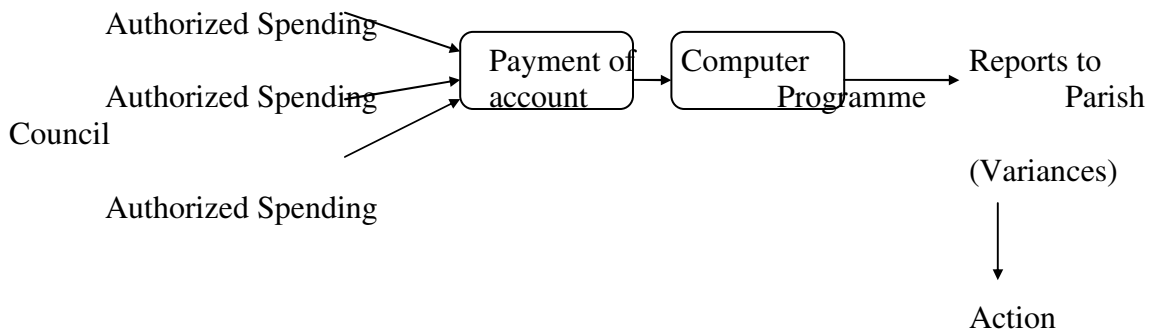 Authorized Spending
Payment of Computer Reports to
Authorized Spending account Programme Parish
Council
(Variances)
Authorized Spending
Action